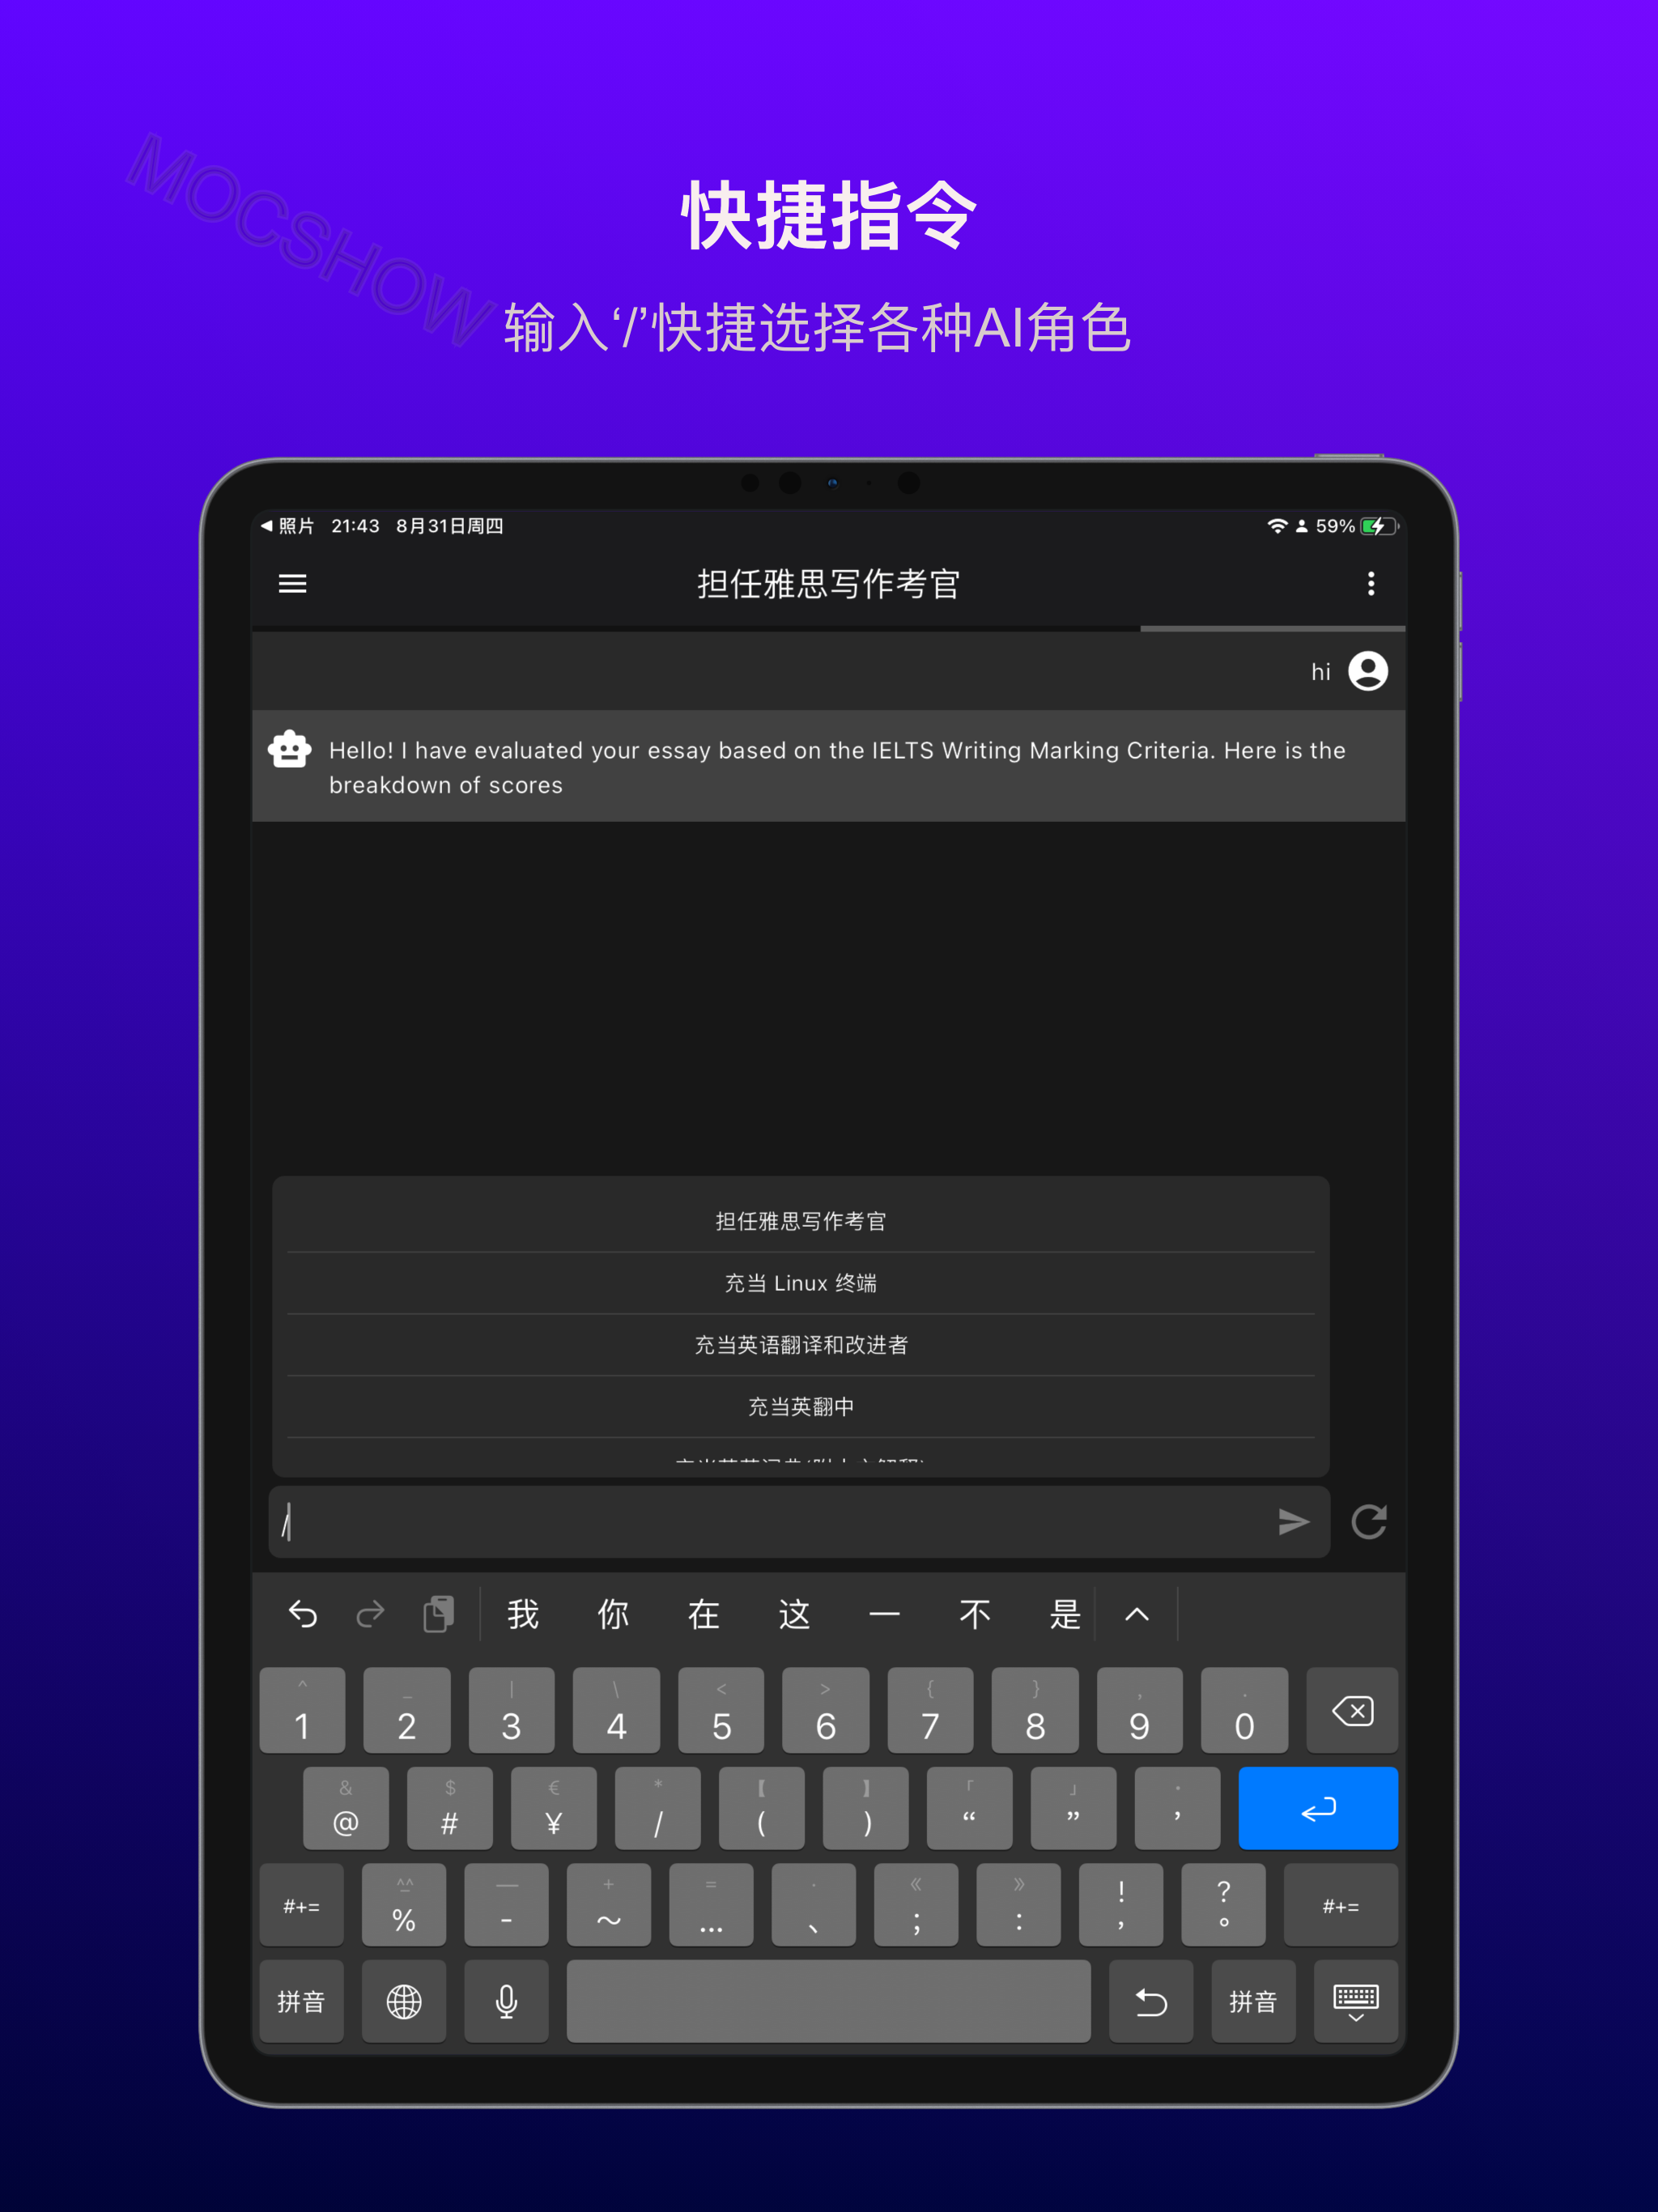 MOCSHOW
快捷指令
输入‘/’快捷选择各种AI角色
照片 21:43 8月31日周四 59%
担任雅思写作考官
hi
Hello! I have evaluated your essay based on the IELTS Writing Marking Criteria. Here is the
breakdown of scores
担任雅思写作考官
充当 Linux 终端
充当英语翻译和改进者
充当英翻中
/
我 你 在 这 一 不 是
^ _ | \ < > { } , .
1 2 3 4 5 6 7 8 9 0
& $ € * 【 】 「 」 ·
@ # ¥ / ( ) “ ” ’
#+= ^^ — + = · 《 》 ! ? #+=
% - ～ … 、 ; : , 。
拼音 拼音